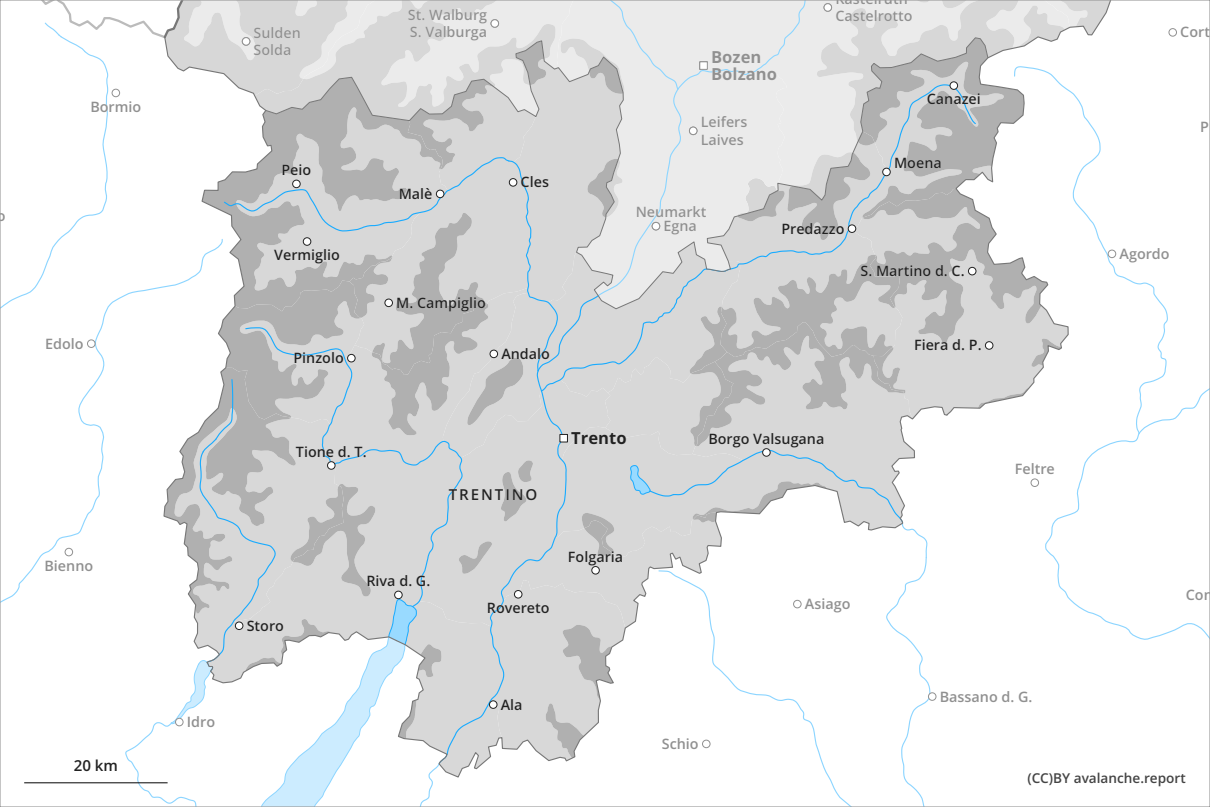 Kastelruth
Castelrotto
St. Walburg
S. Valburga
Sulden
Solda
Cort
Bozen
Bolzano
Bormio
Canazei
Leifers
Laives
P
Moena
Peio
Malè
Cles
Neumarkt
Egna
Predazzo
Vermiglio
Agordo
S. Martino d. C.
M. Campiglio
Edolo
Pinzolo
Andalo
Fiera d. P.
Trento
Borgo Valsugana
Tione d. T.
Feltre
TRENTINO
Bienno
Folgaria
Riva d. G.
Cor
Rovereto
Asiago
Storo
Bassano d. G.
Ala
Idro
Schio
20 km
(CC)BY avalanche.report